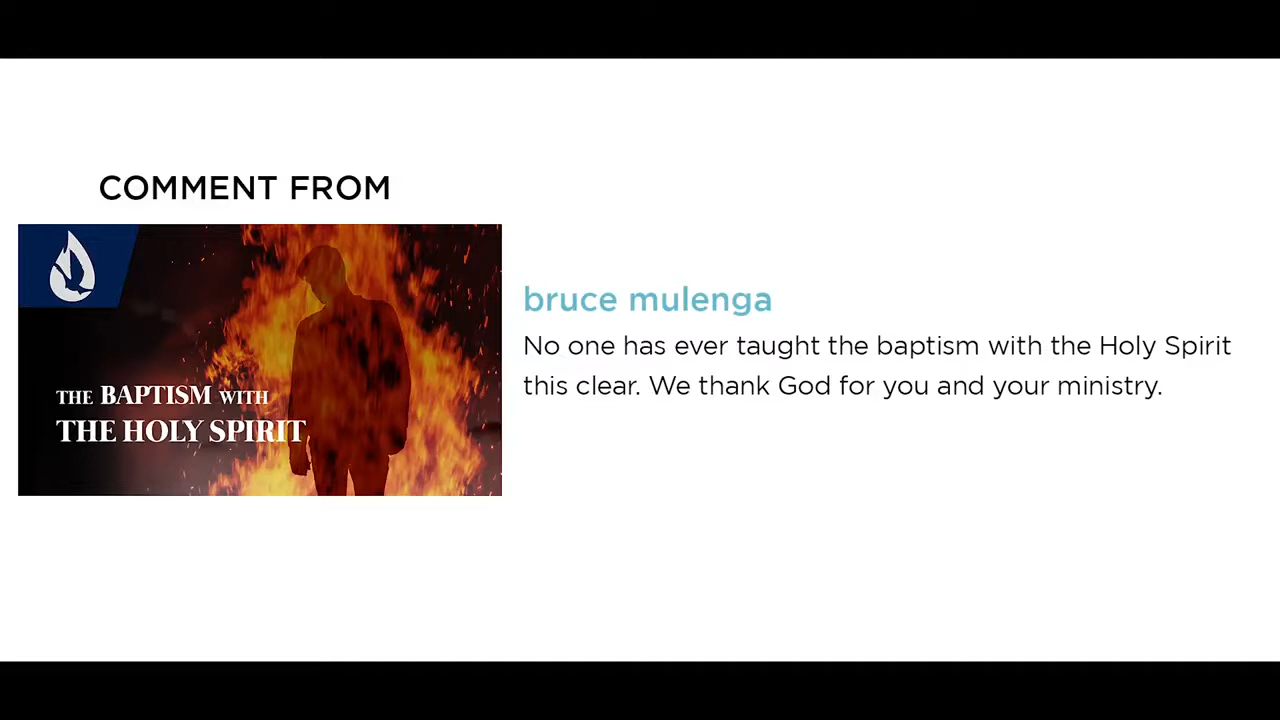 COMMENT FROM
THE BAPTISM WITH
THE HOLY SPIRIT
bruce mulenga
No one has ever taught the baptism with the Holy Spirit
this clear. We thank God for you and your ministry.